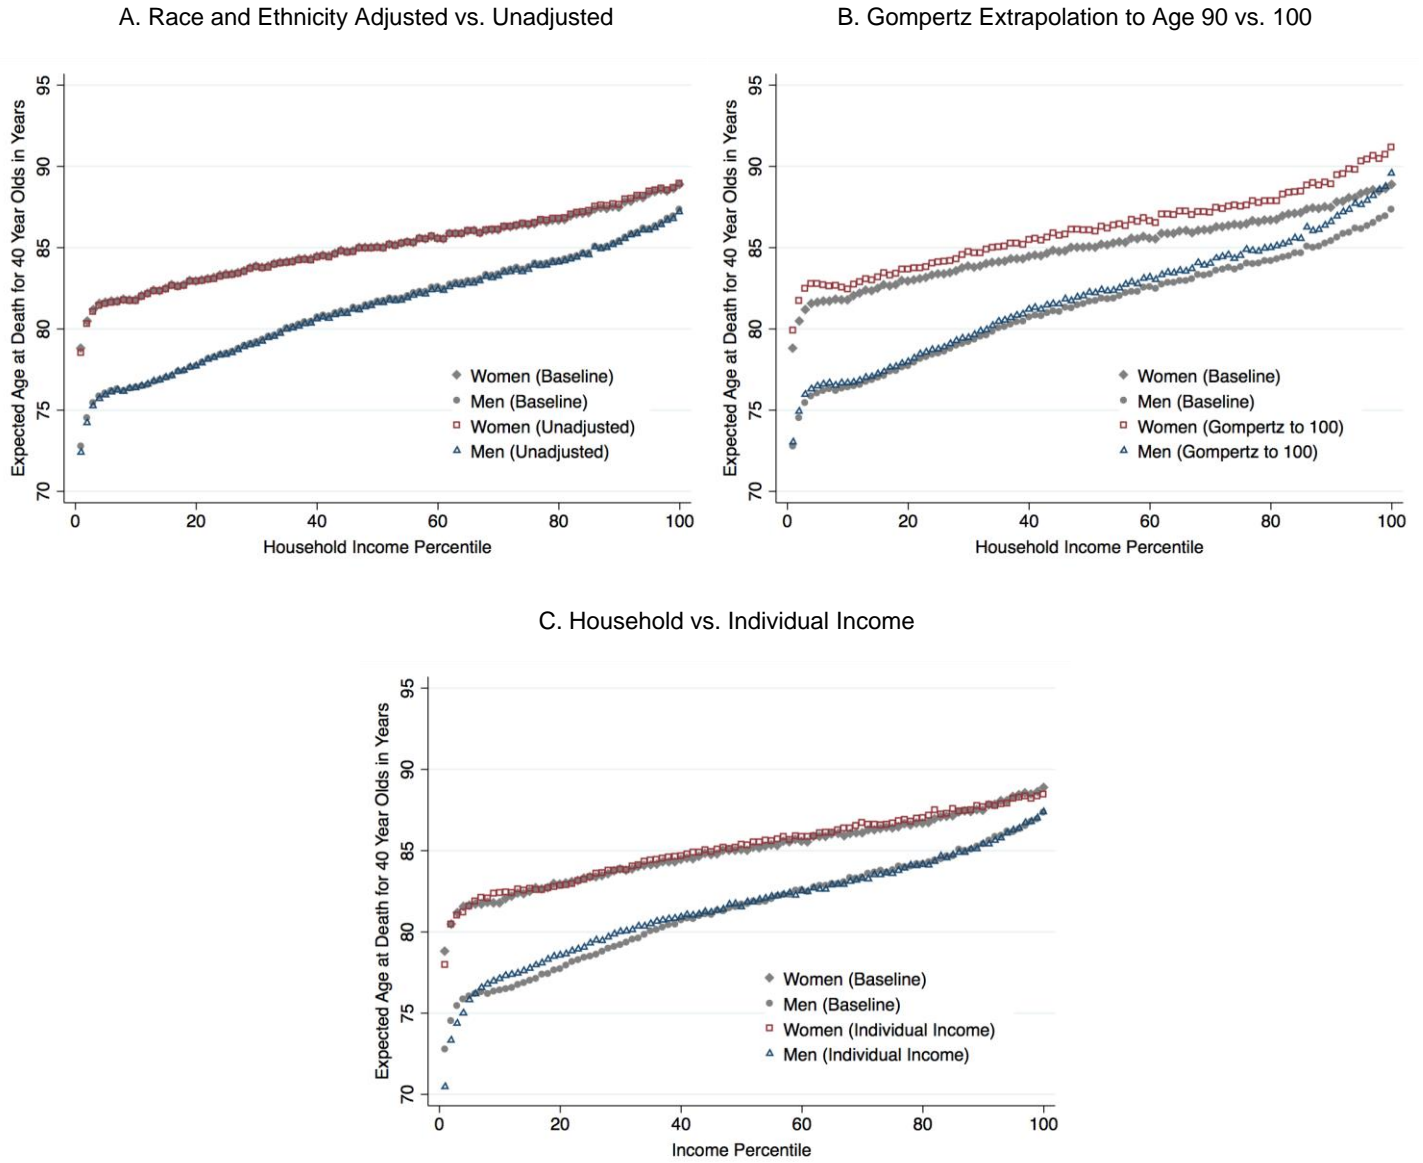 A. Race and Ethnicity Adjusted vs. Unadjusted
Expected Age at Death for 40 Year Olds in Years
95
90
85
80
75
70
Women (Baseline)
Men (Baseline)
Women (Unadjusted)
Men (Unadjusted)
0 20 40 60 80 100
Household Income Percentile
B. Gompertz Extrapolation to Age 90 vs. 100
Expected Age at Death for 40 Year Olds in Years
95
90
85
80
75
70
Women (Baseline)
Men (Baseline)
Women (Gompertz to 100)
Men (Gompertz to 100)
0 20 40 60 80 100
Household Income Percentile
C. Household vs. Individual Income
Expected Age at Death for 40 Year Olds in Years
95
90
85
80
75
70
Women (Baseline)
Men (Baseline)
Women (Individual Income)
Men (Individual Income)
0 20 40 60 80 100
Income Percentile